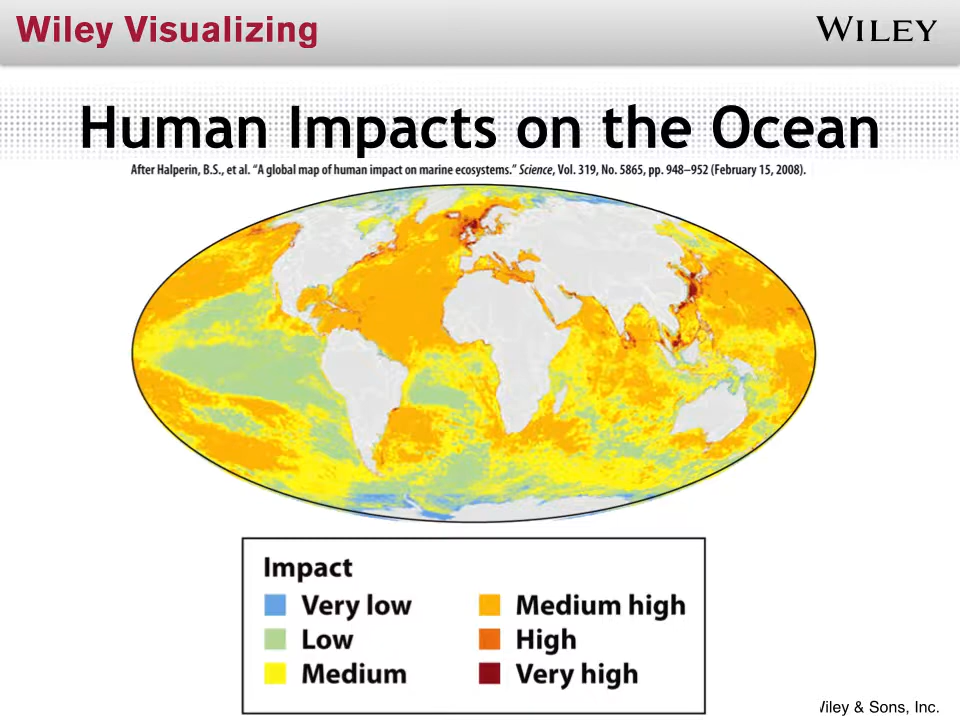 Wiley Visualizing
WILEY
Human Impacts on the Ocean
After Halperin, B.S., et al. “A global map of human impact on marine ecosystems.” Science, Vol. 319, No. 5865, pp. 948–952 (February 15, 2008).
Impact
Very low
Medium high
Low
High
Medium
Very high
Wiley & Sons, Inc.